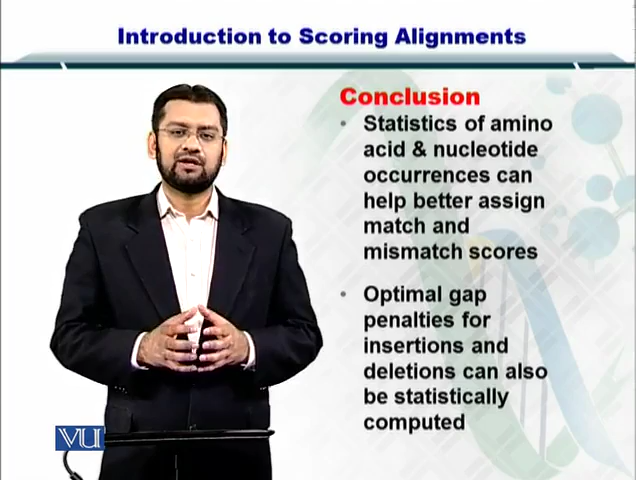 Introduction to Scoring Alignments
Conclusion
• Statistics of amino
acid & nucleotide
occurrences can
help better assign
match and
mismatch scores
• Optimal gap
penalties for
insertions and
deletions can also
be statistically
computed
VU